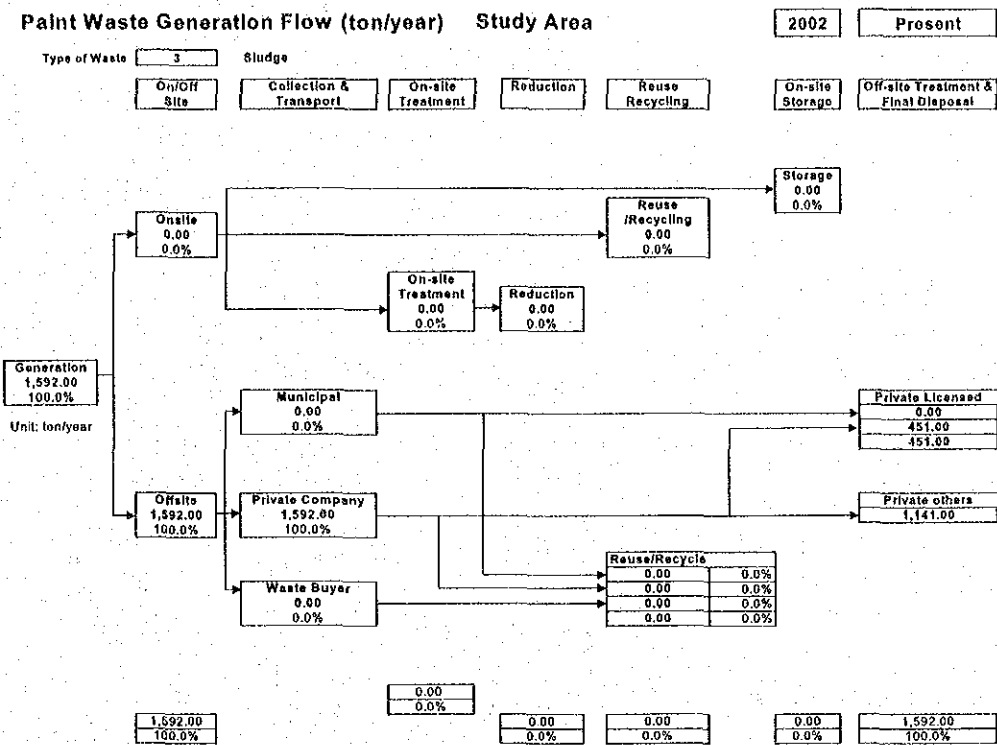 Paint Waste Generation Flow (ton/year) Study Area
2002 Present
Type of Waste 3 Sludge
On/Off
Site
Collection &
Transport
On-site
Treatment
Reduction
Reuse
Recycling
On-site
Storage
Off-site Treatment &
Final Disposal
Storage
0.00
0.0%
Onsite
0.00
0.0%
Reuse
/Recycling
0.00
0.0%
On-site
Treatment
0.00
0.0%
Reduction
0.00
0.0%
Generation
1,592.00
100.0%
Unit: ton/year
Municipal
0.00
0.0%
Private Licensed
0.00
451.00
451.00
Offsite
1,592.00
100.0%
Private Company
1,592.00
100.0%
Private others
1,141.00
Waste Buyer
0.00
0.0%
Reuse/Recycle
0.00 0.0%
0.00 0.0%
0.00 0.0%
0.00 0.0%
0.00
0.0%
1,592.00
100.0%
0.00
0.0%
0.00
0.0%
0.00
0.0%
1,592.00
100.0%